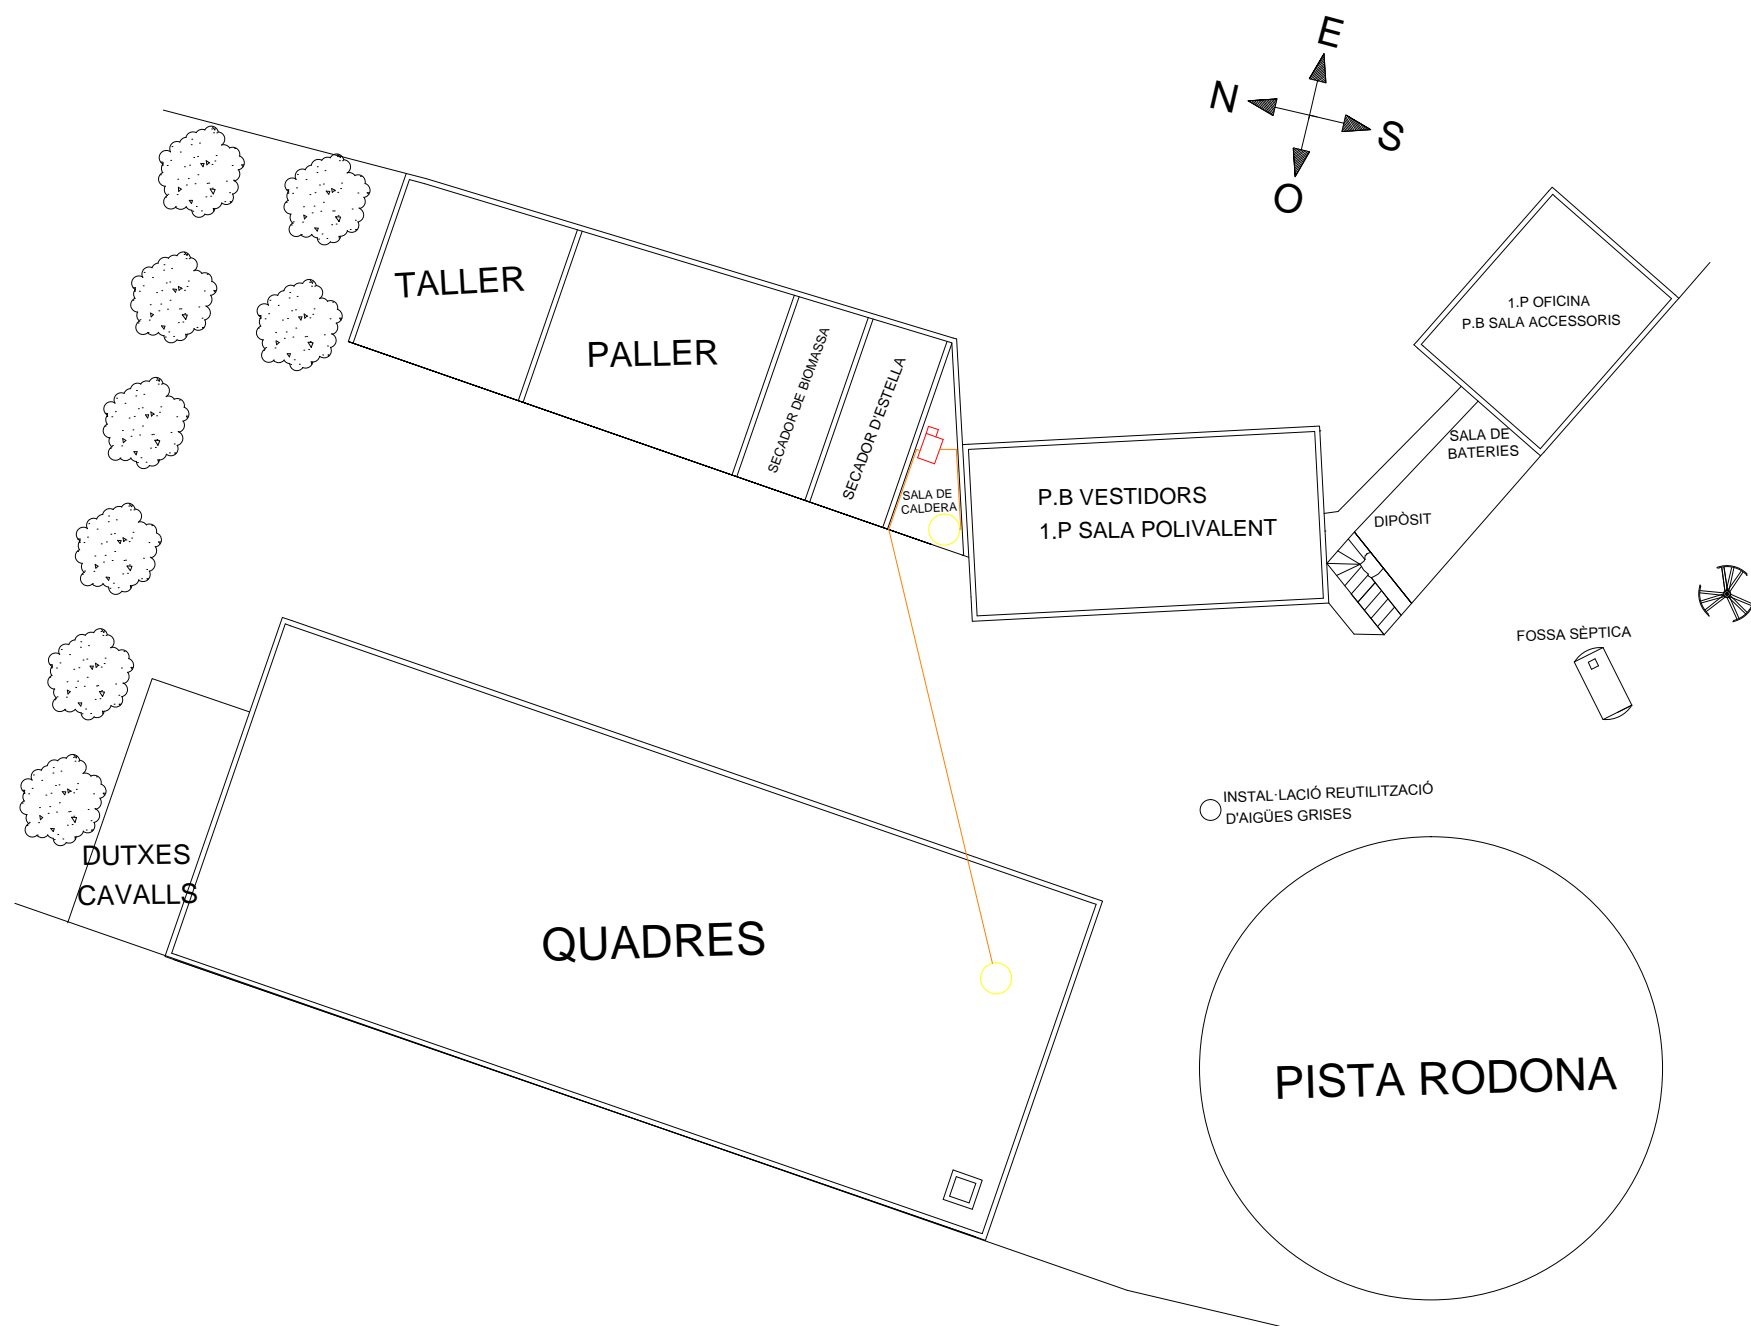 E
N
S
O
TALLER
PALLER
SECADOR DE BIOMASSA
SECADOR D'ESTELLA
SALA DE
CALDERA
P.B VESTIDORS
1.P SALA POLIVALENT
1.P OFICINA
P.B SALA ACCESSORIS
SALA DE
BATERIES
DIPÒSIT
FOSSA SÈPTICA
INSTAL·LACIÓ REUTILITZACIÓ
D'AIGÜES GRISES
DUTXES
CAVALLS
QUADRES
PISTA RODONA